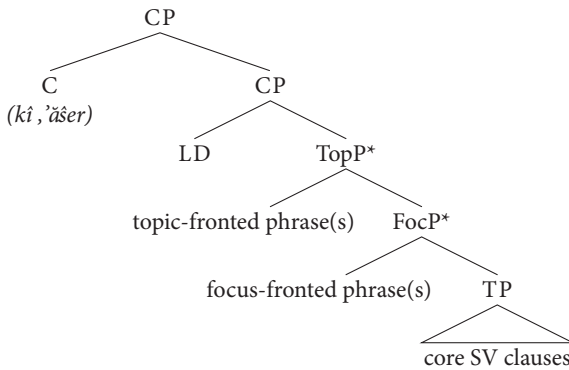 CP
C CP
(kî ,’ăšer)
LD TopP*
topic-fronted phrase(s) FocP*
focus-fronted phrase(s) TP
core SV clauses